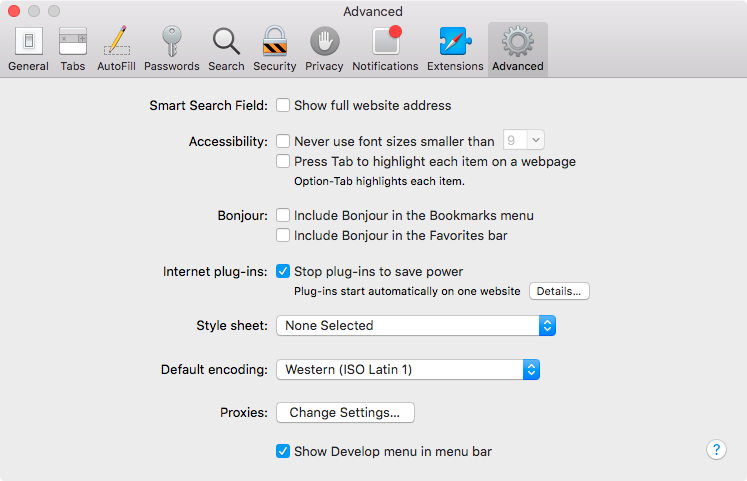 Advanced
General Tabs AutoFill Passwords Search Security Privacy Notifications Extensions Advanced
Smart Search Field: Show full website address
Accessibility: Never use font sizes smaller than 9
Press Tab to highlight each item on a webpage
Option-Tab highlights each item.
Bonjour: Include Bonjour in the Bookmarks menu
Include Bonjour in the Favorites bar
Internet plug-ins: Stop plug-ins to save power
Plug-ins start automatically on one website Details...
Style sheet: None Selected
Default encoding: Western (ISO Latin 1)
Proxies: Change Settings...
Show Develop menu in menu bar ?